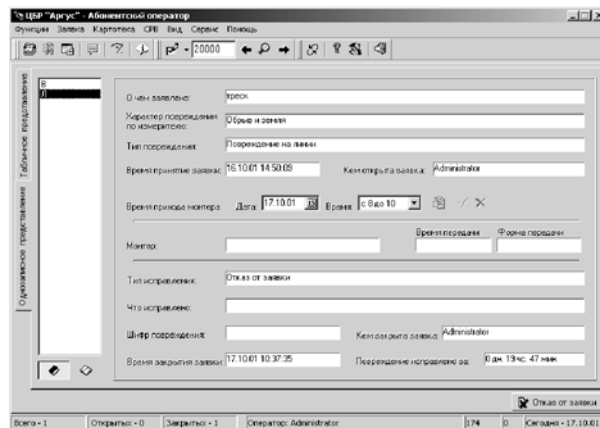 ЦБР "Аргус" - Абонентский оператор
Функции Заявка Картотека СРВ Вид Сервис Помощь
20000
Табличное представление
Однозаписное представление
О чем заявлено: треск
Характер повреждения по измерителю: Обрыв и земля
Тип повреждения: Повреждение на линии
Время принятие заявки: 16.10.01 14:50:09 Кем открыта заявка: Administrator
Время прихода монтера Дата: 17.10.01 Время: с 8 до 10
Время передачи Форма передачи
Монтер:
Тип исправления: Отказ от заявки
Что исправлено:
Шифр повреждения: Кем закрыта заявка: Administrator
Время закрытия заявки: 17.10.01 10:37:35 Повреждение исправлено за: 0 дн. 19 чс. 47 мин.
Отказ от заявки
Всего - 1 Открытых - 0 Закрытых - 1 Оператор: Administrator 174 0 Сегодня - 17.10.01